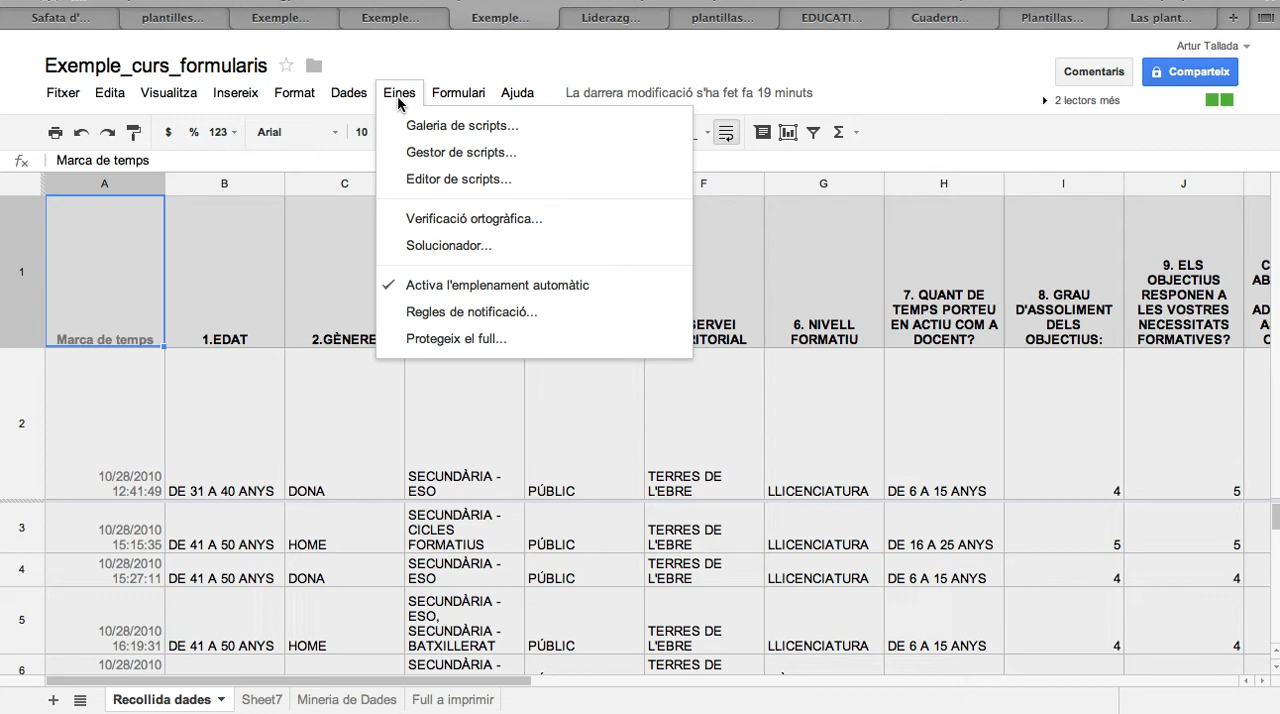 Safata d'... plantilles... Exemple... Exemple... Exemple... Lideratzg... plantillas... EDUCATI... Cuadern... Plantillas... Las plant...
Artur Tallada
Exemple_curs_formularis
Comentaris Comparteix
Fitxer Edita Visualitza Insereix Format Dades Eines Formulari Ajuda La darrera modificació s'ha fet fa 19 minuts
2 lectors més
$ % 123 Arial 10 Σ
fx Marca de temps
Galeria de scripts...
Gestor de scripts...
Editor de scripts...
Verificació ortogràfica...
Solucionador...
Activa l'emplenament automàtic
Regles de notificació...
Protegeix el full...
A B C F G H I J
1
Marca de temps
1.EDAT
2.GÈNERE
SERVEI
RITORIAL
6. NIVELL
FORMATIU
7. QUANT DE
TEMPS PORTEU
EN ACTIU COM A
DOCENT?
8. GRAU
D'ASSOLIMENT
DELS
OBJECTIUS:
9. ELS
OBJECTIUS
RESPONEN A
LES VOSTRES
NECESSITATS
FORMATIVES?
2
10/28/2010
12:41:49
DE 31 A 40 ANYS
DONA
SECUNDÀRIA -
ESO
PÚBLIC
TERRES DE
L'EBRE
LLICENCIATURA
DE 6 A 15 ANYS
4
5
3
10/28/2010
15:15:35
DE 41 A 50 ANYS
HOME
SECUNDÀRIA -
CICLES
FORMATIUS
PÚBLIC
TERRES DE
L'EBRE
LLICENCIATURA
DE 16 A 25 ANYS
5
5
4
10/28/2010
15:27:11
DE 41 A 50 ANYS
DONA
SECUNDÀRIA -
ESO
PÚBLIC
TERRES DE
L'EBRE
LLICENCIATURA
DE 6 A 15 ANYS
4
4
5
10/28/2010
16:19:31
DE 41 A 50 ANYS
HOME
SECUNDÀRIA -
ESO,
SECUNDÀRIA -
BATXILLERAT
PÚBLIC
TERRES DE
L'EBRE
LLICENCIATURA
DE 6 A 15 ANYS
4
4
6
10/28/2010
SECUNDÀRIA -
TERRES DE
Recollida dades Sheet7 Mineria de Dades Full a imprimir